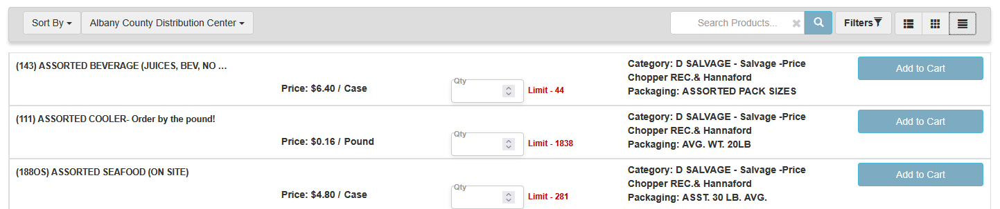 Sort By
Albany County Distribution Center
Search Products...
Filters
(143) ASSORTED BEVERAGE (JUICES, BEV, NO ...
Price: $6.40 / Case
Qty
Limit - 44
Category: D SALVAGE - Salvage -Price
Chopper REC.& Hannaford
Packaging: ASSORTED PACK SIZES
Add to Cart
(111) ASSORTED COOLER- Order by the pound!
Price: $0.16 / Pound
Qty
Limit - 1838
Category: D SALVAGE - Salvage -Price
Chopper REC.& Hannaford
Packaging: AVG. WT. 20LB
Add to Cart
(188OS) ASSORTED SEAFOOD (ON SITE)
Price: $4.80 / Case
Qty
Limit - 281
Category: D SALVAGE - Salvage -Price
Chopper REC.& Hannaford
Packaging: ASST. 30 LB. AVG.
Add to Cart